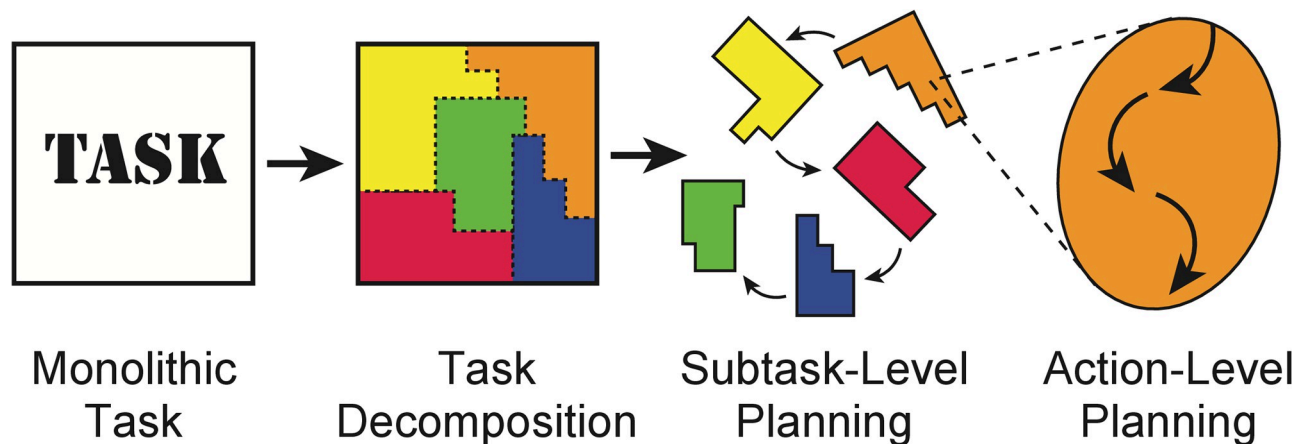 TASK
Monolithic
Task
Task
Decomposition
Subtask-Level
Planning
Action-Level
Planning